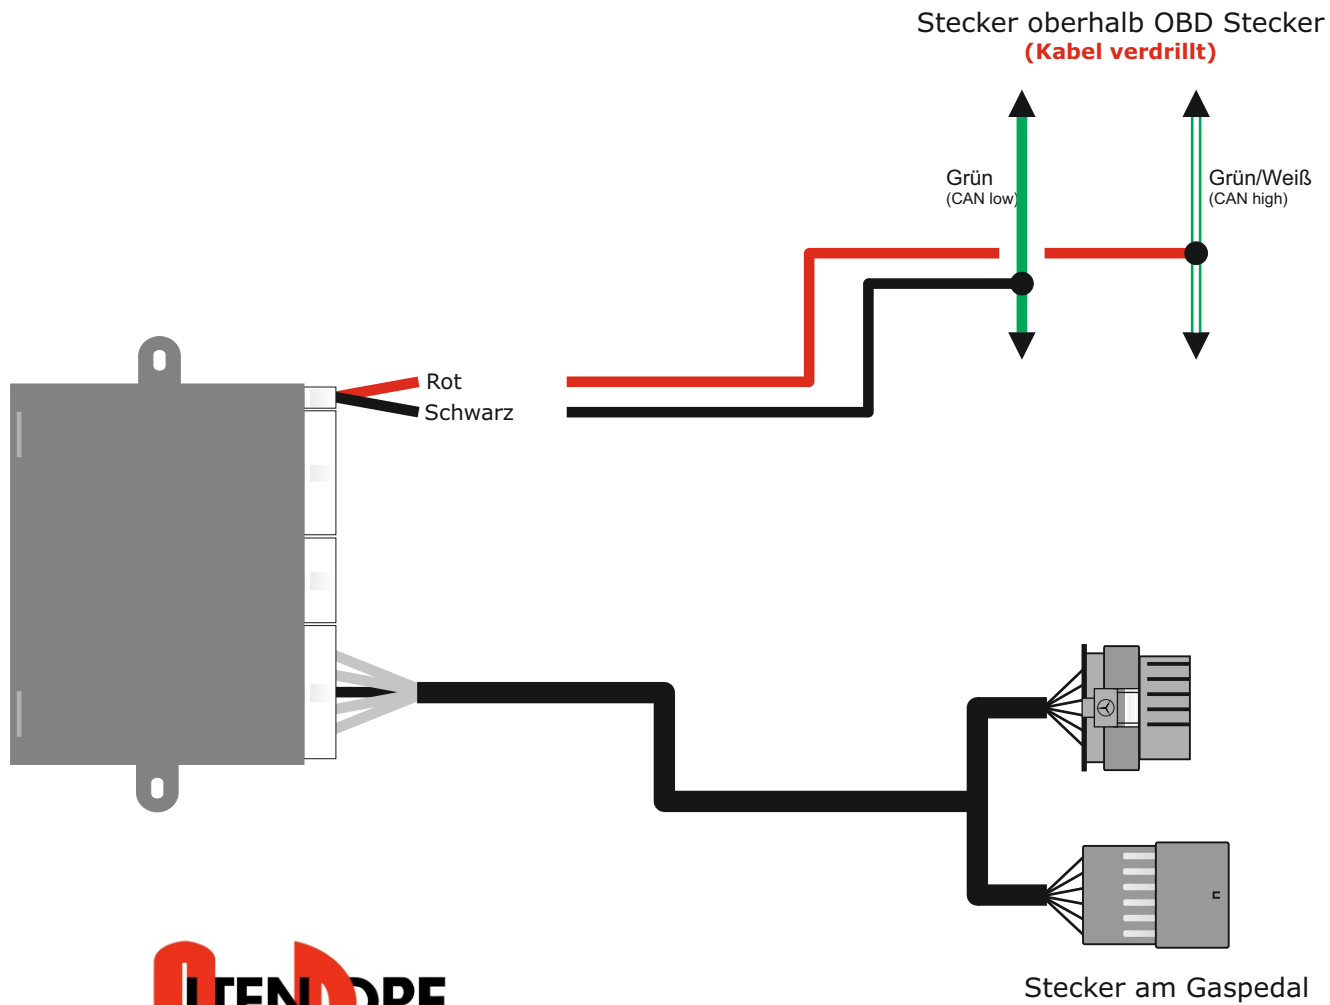 Stecker oberhalb OBD Stecker
(Kabel verdrillt)
Grün
(CAN low)
Grün/Weiß
(CAN high)
Rot
Schwarz
Stecker am Gaspedal